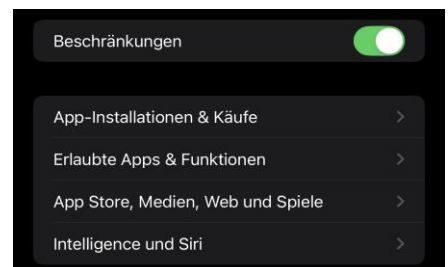 Beschränkungen
App-Installationen & Käufe
Erlaubte Apps & Funktionen
App Store, Medien, Web und Spiele
Intelligence und Siri